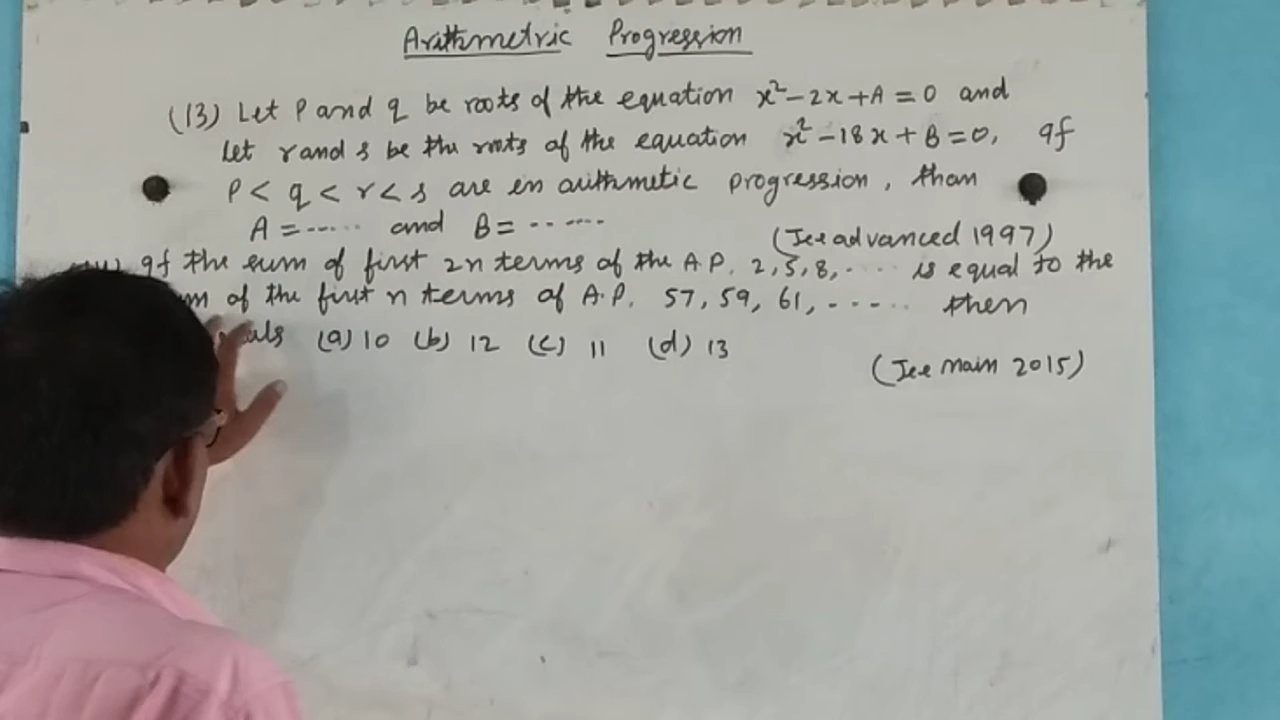 Arithmetric Progression
(13) Let P and q be roots of the equation x²-2x+A=0 and
Let r and s be the roots of the equation x²-18x+B=0, If
P< q < r< s are in arithmetic progression, than
A =..... and B= .......
(Jee advanced 1997)
If the sum of first 2n terms of the A.P. 2,5,8,.... is equal to the
of the first n terms of A.P. 57, 59, 61, ...... then
(a) 10 (b) 12 (c) 11 (d) 13
(Jee main 2015)